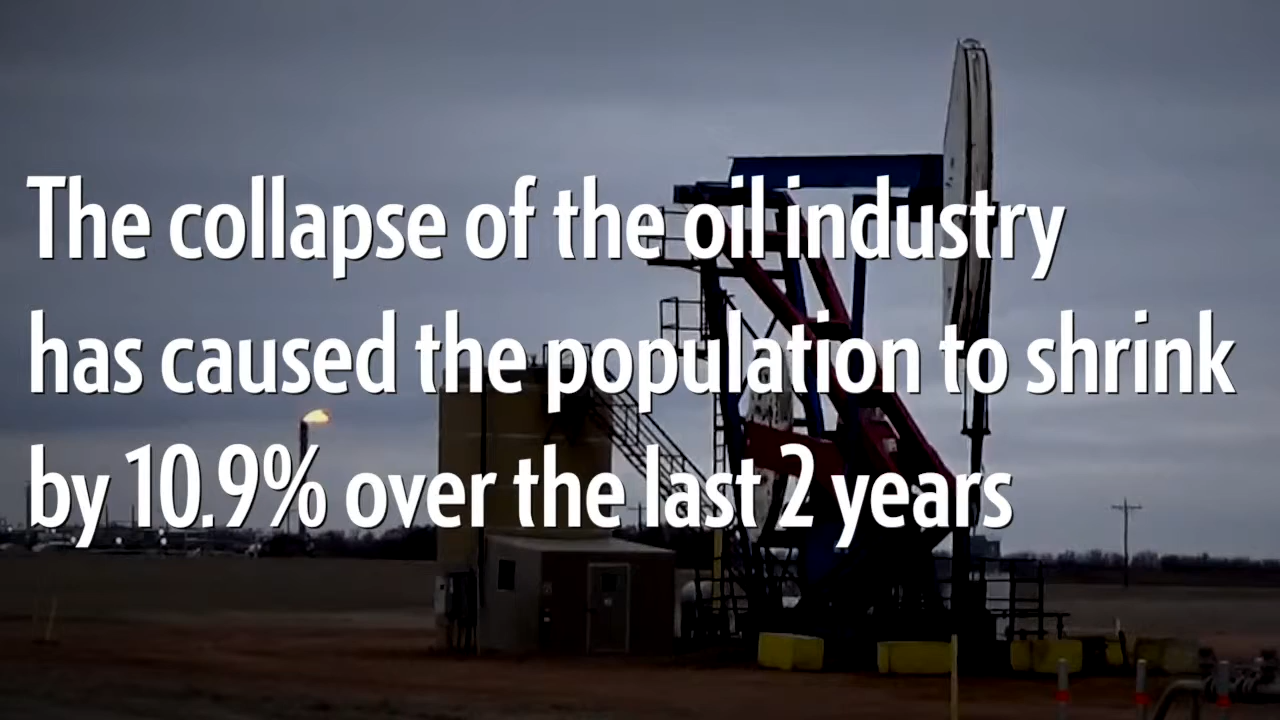 The collapse of the oil industry
has caused the population to shrink
by 10.9% over the last 2 years